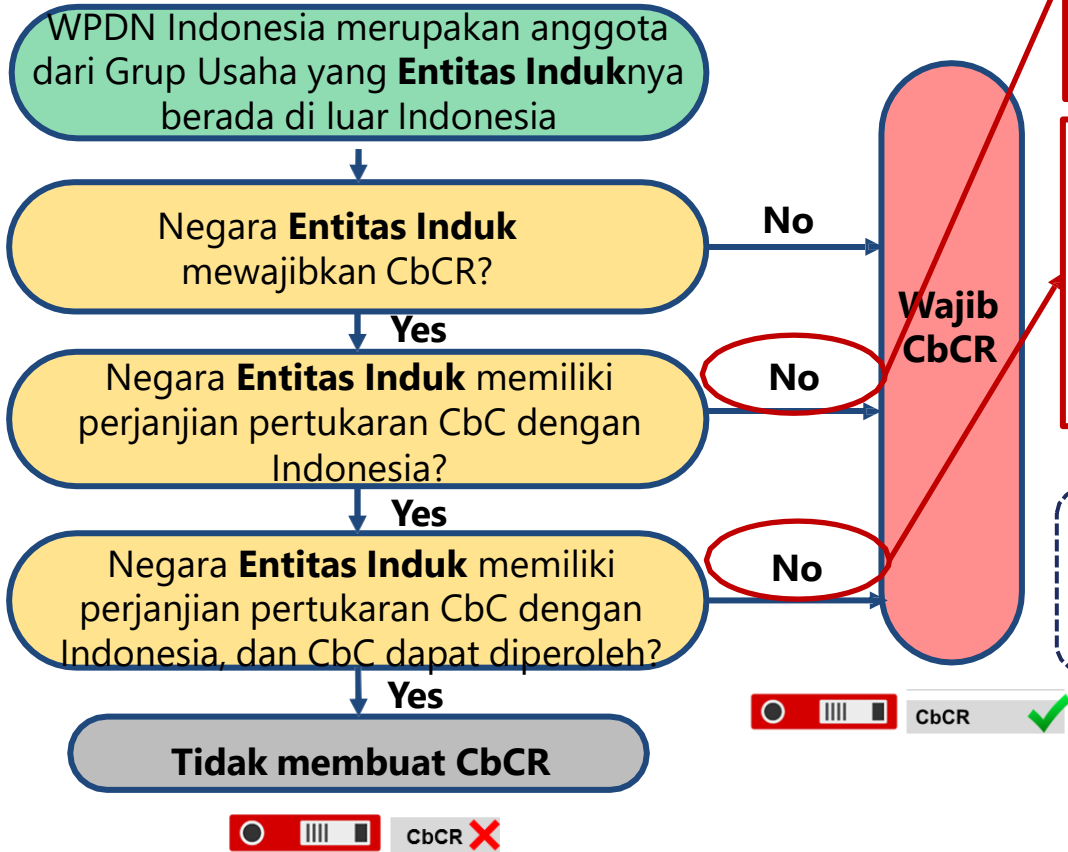 WPDN Indonesia merupakan anggota
dari Grup Usaha yang Entitas Induknya
berada di luar Indonesia
Negara Entitas Induk
mewajibkan CbCR?
No
Yes
Negara Entitas Induk memiliki
perjanjian pertukaran CbC dengan
Indonesia?
No
Yes
Negara Entitas Induk memiliki
perjanjian pertukaran CbC dengan
Indonesia, dan CbC dapat diperoleh?
No
Yes
Tidak membuat CbCR
Wajib
CbCR
CbCR
CbCR